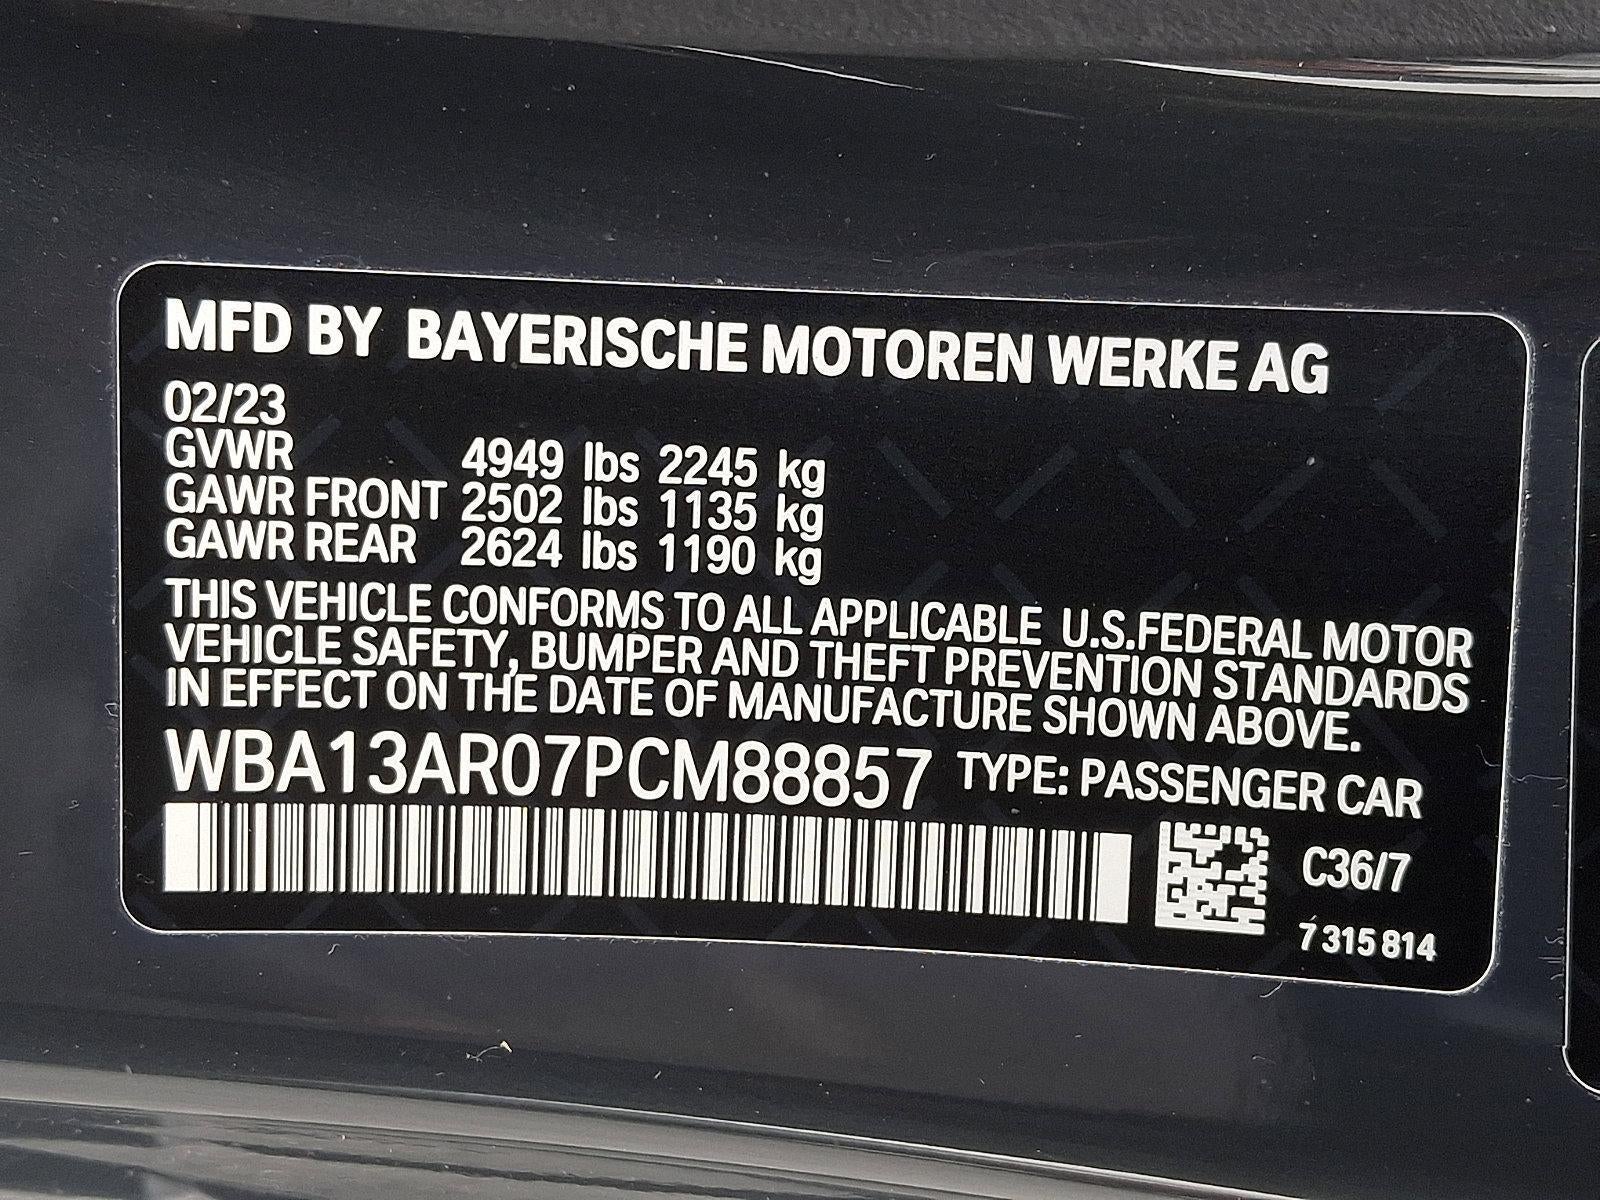 MFD BY BAYERISCHE MOTOREN WERKE AG
02/23
GVWR 4949 lbs 2245 kg
GAWR FRONT 2502 lbs 1135 kg
GAWR REAR 2624 lbs 1190 kg
THIS VEHICLE CONFORMS TO ALL APPLICABLE U.S.FEDERAL MOTOR
VEHICLE SAFETY, BUMPER AND THEFT PREVENTION STANDARDS
IN EFFECT ON THE DATE OF MANUFACTURE SHOWN ABOVE.
WBA13AR07PCM88857 TYPE: PASSENGER CAR
C36/7
7 315 814